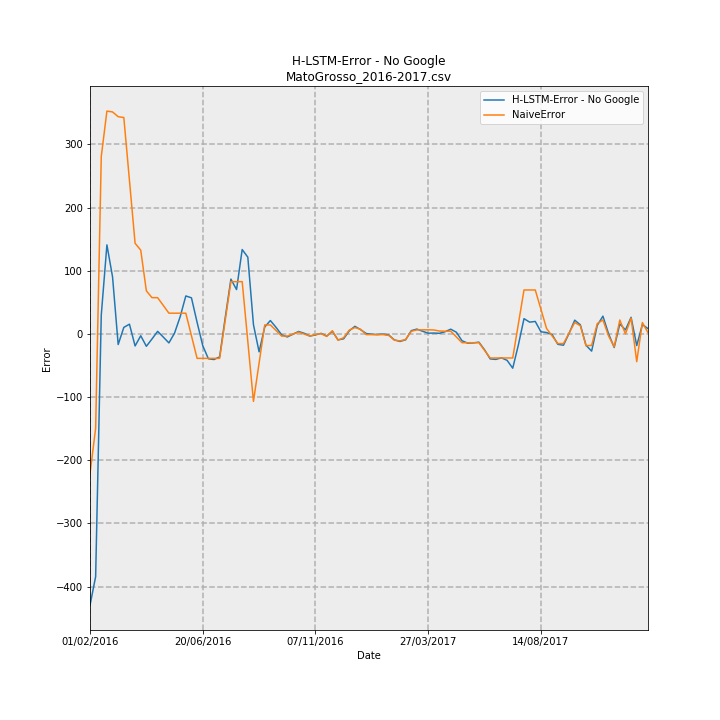 H-LSTM-Error - No Google
MatoGrosso_2016-2017.csv
H-LSTM-Error - No Google
NaiveError
Error
300
200
100
0
−100
−200
−300
−400
01/02/2016
20/06/2016
07/11/2016
27/03/2017
14/08/2017
Date